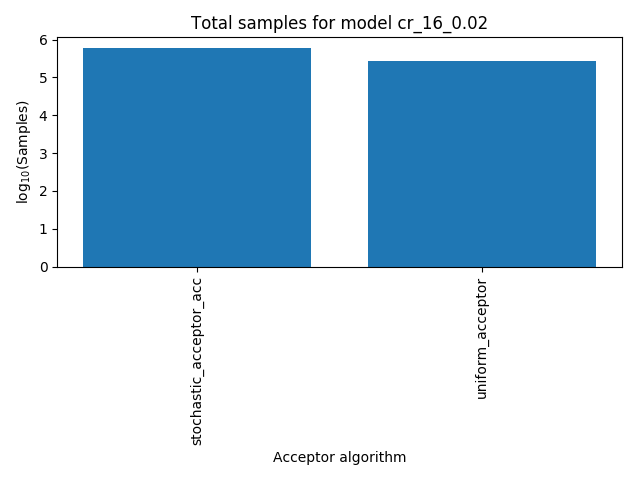 Total samples for model cr_16_0.02
log₁₀(Samples)
6
5
4
3
2
1
0
stochastic_acceptor_acc
uniform_acceptor
Acceptor algorithm